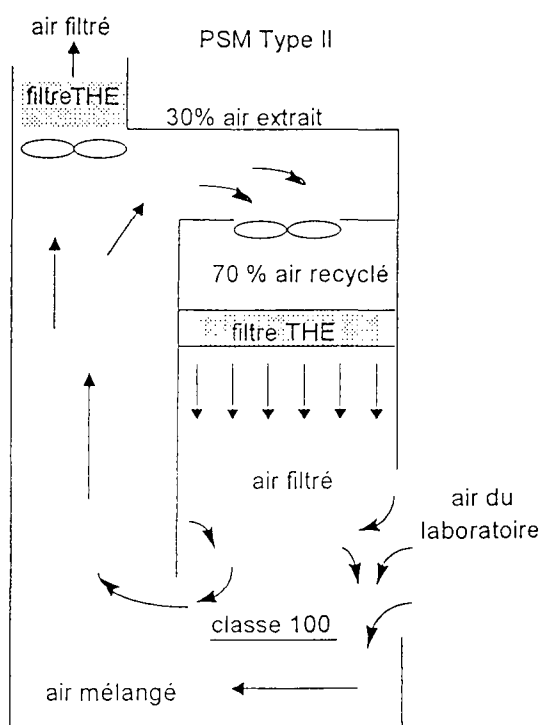 air filtré
PSM Type II
filtreTHE
30% air extrait
70 % air recyclé
filtre THE
air filtré
air du
laboratoire
classe 100
air mélangé